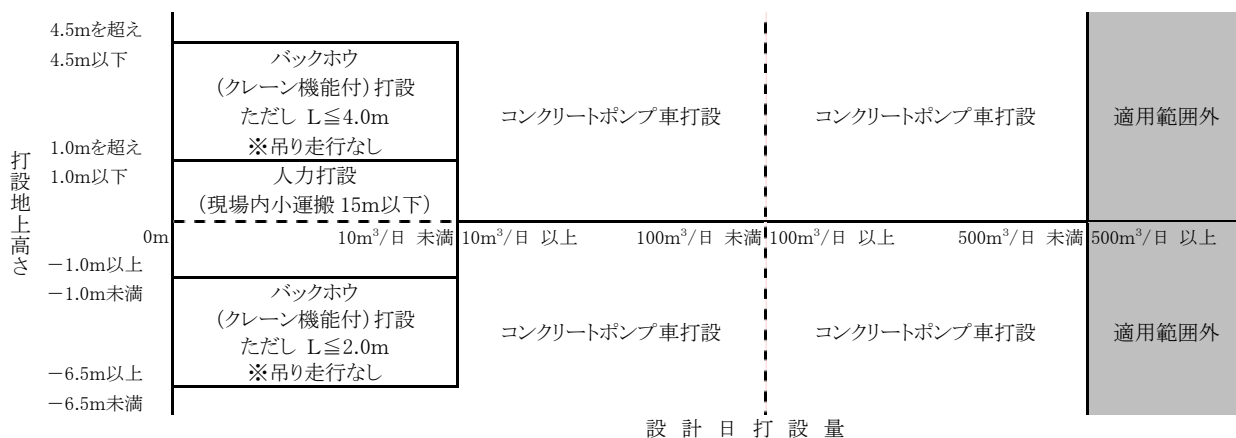 4.5mを超え
4.5m以下
バックホウ
(クレーン機能付)打設
ただし L≦4.0m
※吊り走行なし
コンクリートポンプ車打設
コンクリートポンプ車打設
適用範囲外
1.0mを超え
1.0m以下
人力打設
(現場内小運搬 15m以下)
打設地上高さ
0m
10m³/日 未満
10m³/日 以上
100m³/日 未満
100m³/日 以上
500m³/日 未満
500m³/日 以上
-1.0m以上
-1.0m未満
バックホウ
(クレーン機能付)打設
ただし L≦2.0m
※吊り走行なし
コンクリートポンプ車打設
コンクリートポンプ車打設
適用範囲外
-6.5m以上
-6.5m未満
設計日打設量